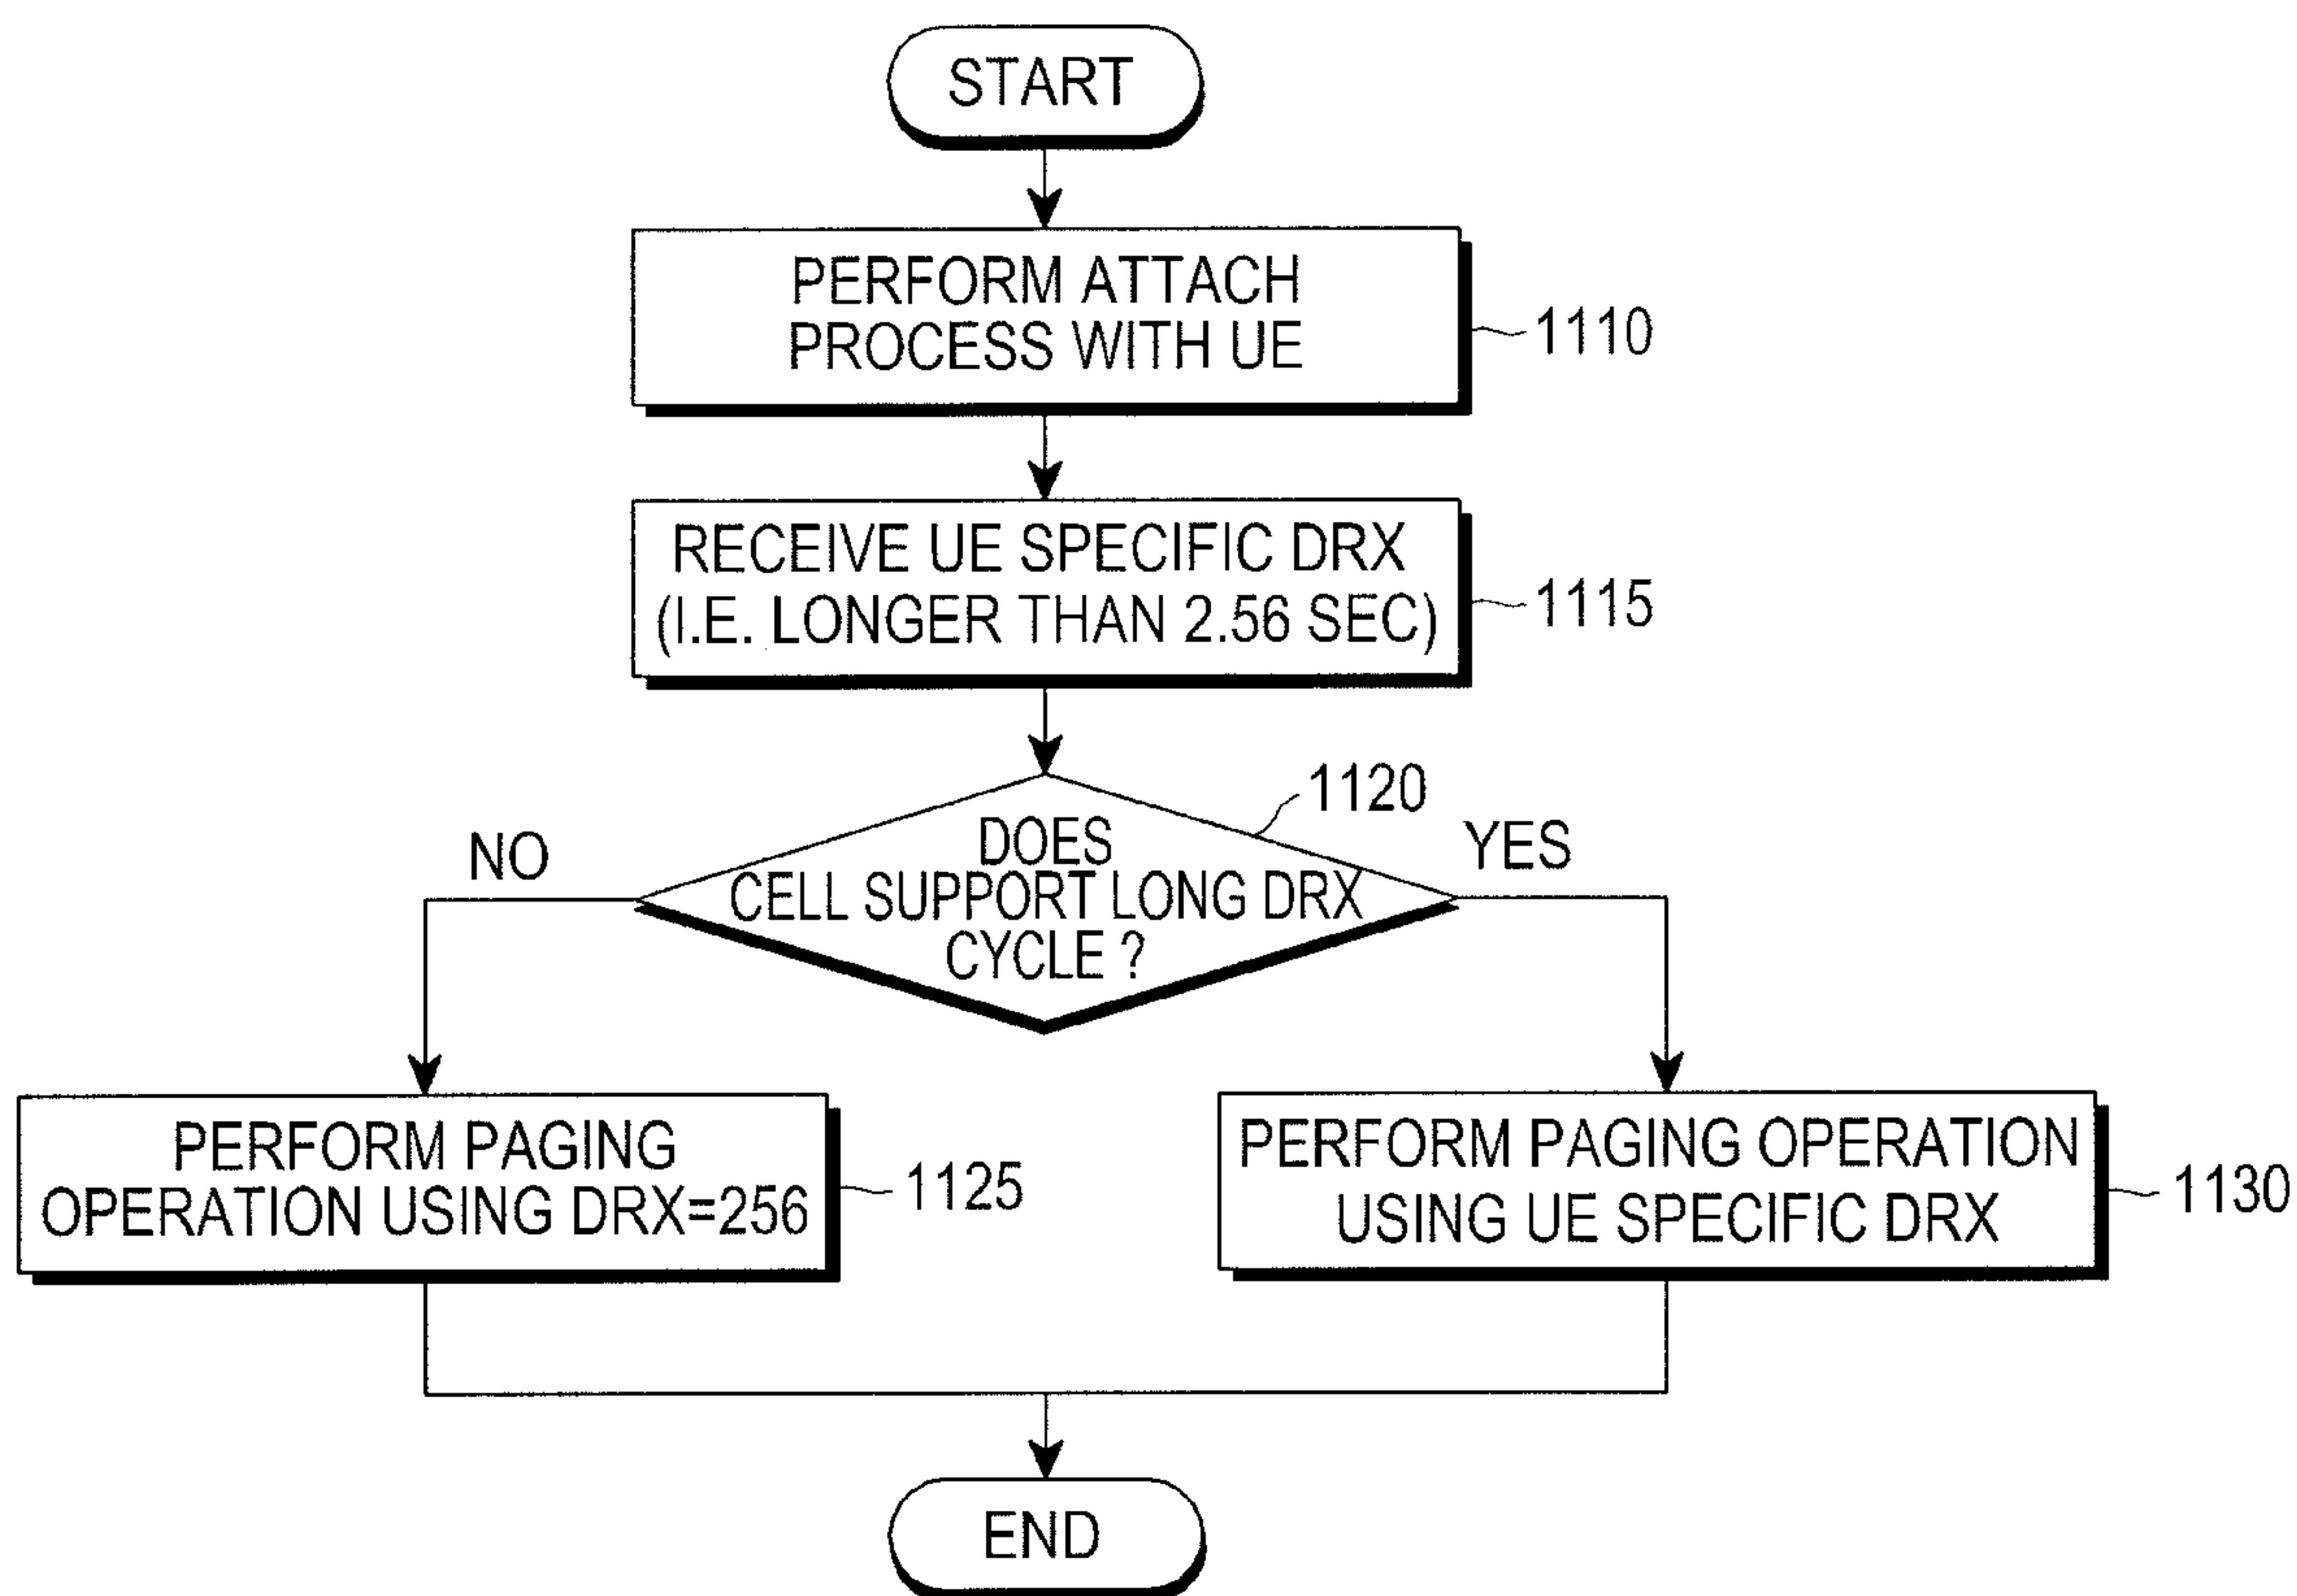 START
PERFORM ATTACH
PROCESS WITH UE
1110
RECEIVE UE SPECIFIC DRX
(I.E. LONGER THAN 2.56 SEC)
1115
1120
DOES
CELL SUPPORT LONG DRX
CYCLE ?
NO
YES
PERFORM PAGING
OPERATION USING DRX=256
1125
PERFORM PAGING OPERATION
USING UE SPECIFIC DRX
1130
END